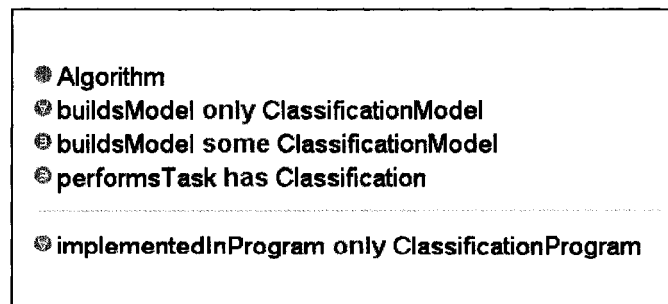 Algorithm
buildsModel only ClassificationModel
buildsModel some ClassificationModel
performsTask has Classification
implementedInProgram only ClassificationProgram